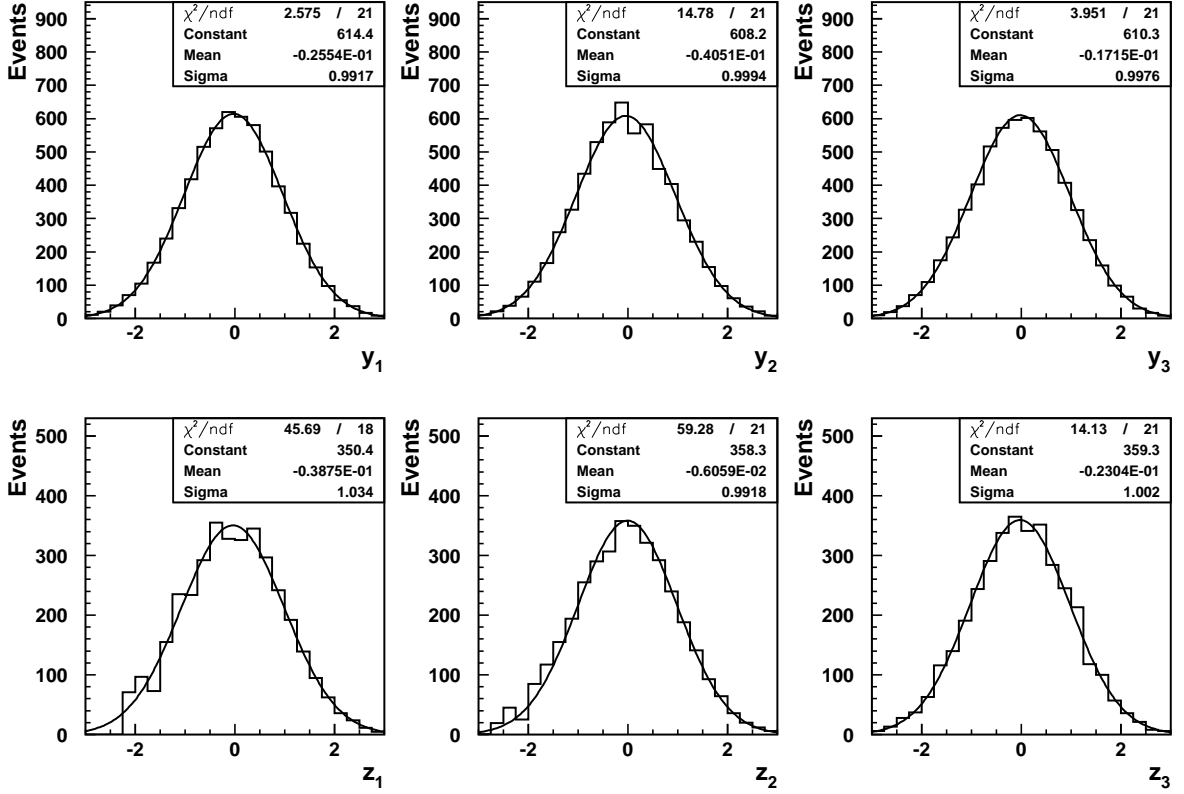 Events
χ²/ndf 2.575 / 21
Constant 614.4
Mean -0.2554E-01
Sigma 0.9917
900
800
700
600
500
400
300
200
100
0
-2 0 2
y1
Events
χ²/ndf 14.78 / 21
Constant 608.2
Mean -0.4051E-01
Sigma 0.9994
900
800
700
600
500
400
300
200
100
0
-2 0 2
y2
Events
χ²/ndf 3.951 / 21
Constant 610.3
Mean -0.1715E-01
Sigma 0.9976
900
800
700
600
500
400
300
200
100
0
-2 0 2
y3
Events
χ²/ndf 45.69 / 18
Constant 350.4
Mean -0.3875E-01
Sigma 1.034
500
400
300
200
100
0
-2 0 2
z1
Events
χ²/ndf 59.28 / 21
Constant 358.3
Mean -0.6059E-02
Sigma 0.9918
500
400
300
200
100
0
-2 0 2
z2
Events
χ²/ndf 14.13 / 21
Constant 359.3
Mean -0.2304E-01
Sigma 1.002
500
400
300
200
100
0
-2 0 2
z3